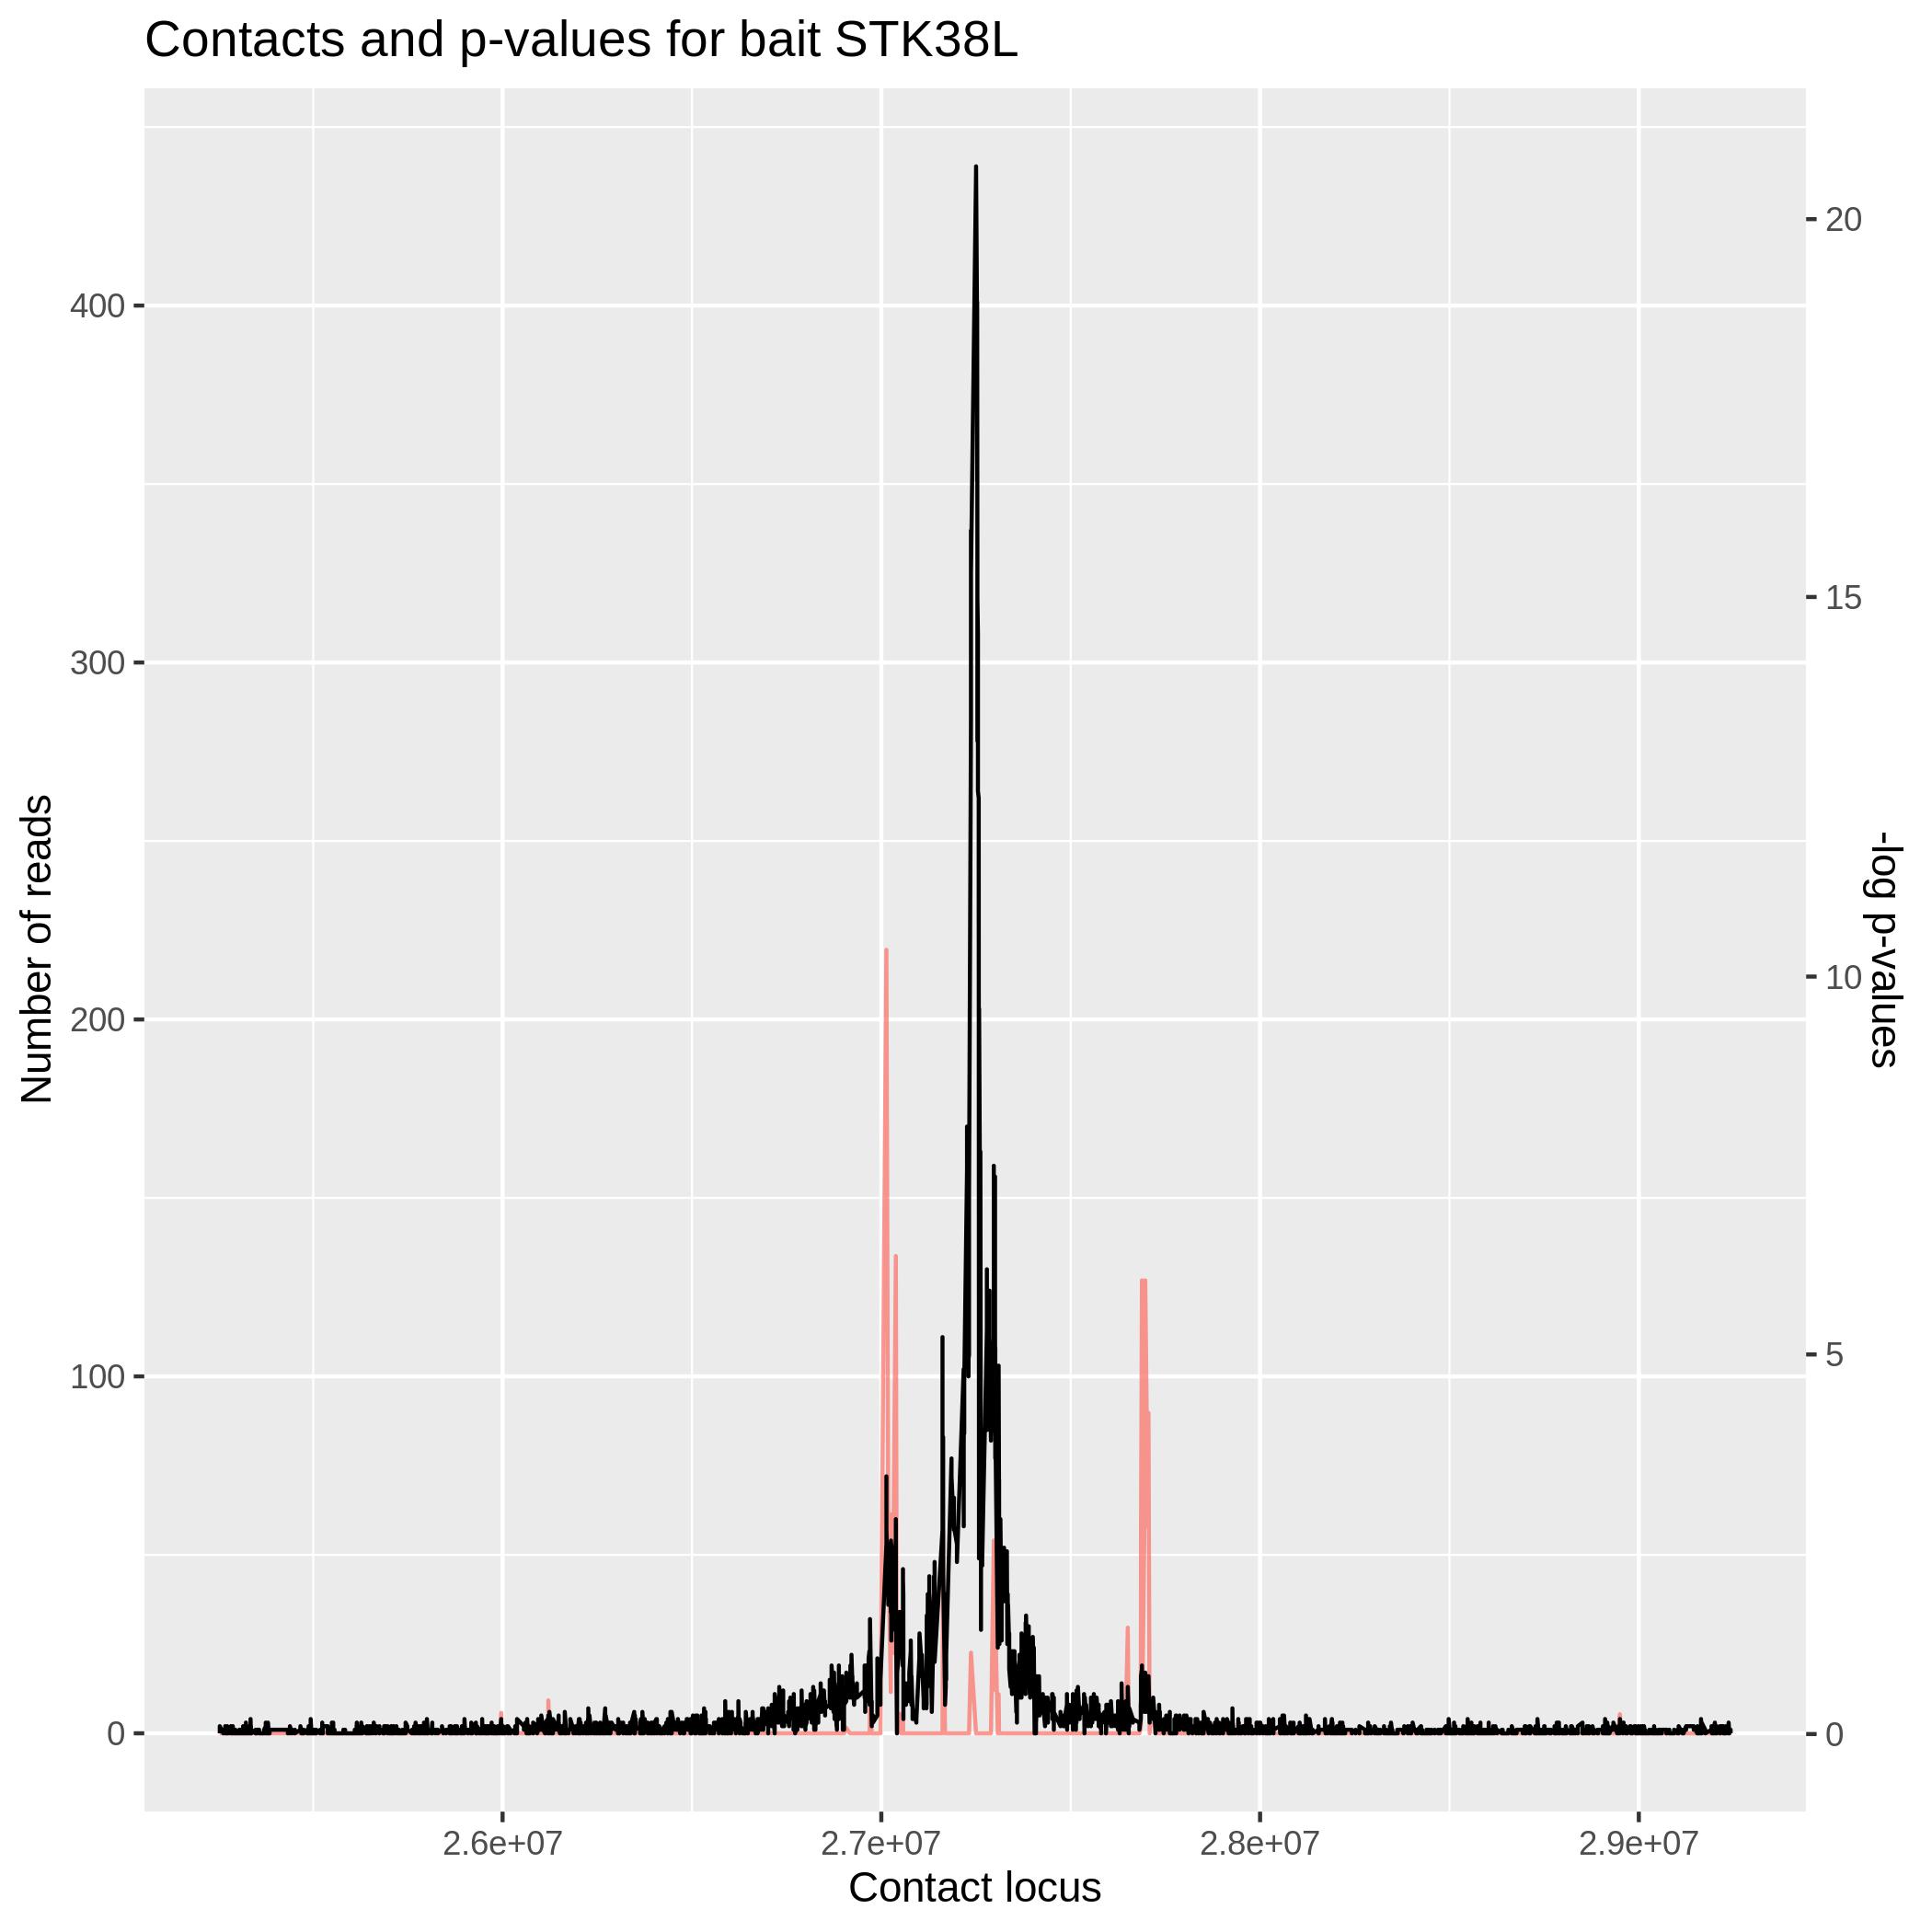 Contacts and p-values for bait STK38L
Number of reads
400
300
200
100
0
20
15
10
5
0
-log p-values
2.6e+07
2.7e+07
2.8e+07
2.9e+07
Contact locus